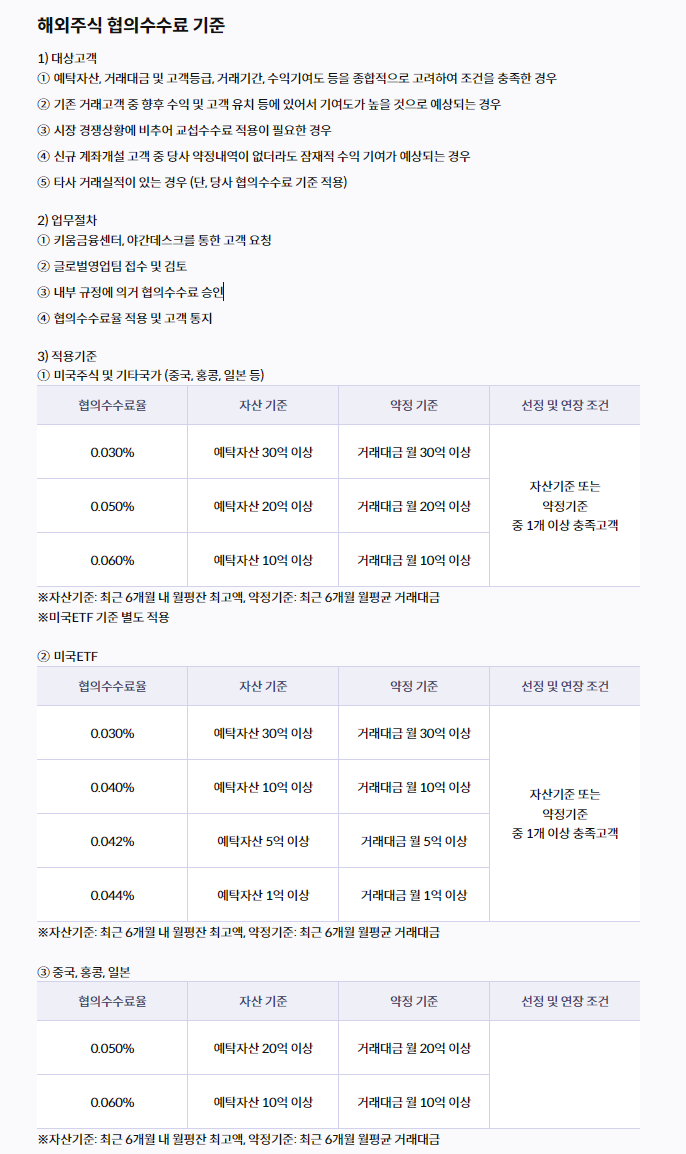 해외주식 협의수수료 기준
1) 대상고객
① 예탁자산, 거래대금 및 고객등급, 거래기간, 수익기여도 등을 종합적으로 고려하여 조건을 충족한 경우
② 기존 거래고객 중 향후 수익 및 고객 유치 등에 있어서 기여도가 높을 것으로 예상되는 경우
③ 시장 경쟁상황에 비추어 교섭수수료 적용이 필요한 경우
④ 신규 계좌개설 고객 중 당사 약정내역이 없더라도 잠재적 수익 기여가 예상되는 경우
⑤ 타사 거래실적이 있는 경우 (단, 당사 협의수수료 기준 적용)
2) 업무절차
① 키움금융센터, 야간데스크를 통한 고객 요청
② 글로벌영업팀 접수 및 검토
③ 내부 규정에 의거 협의수수료 승인
④ 협의수수료율 적용 및 고객 통지
3) 적용기준
① 미국주식 및 기타국가 (중국, 홍콩, 일본 등)
협의수수료율 자산 기준 약정 기준 선정 및 연장 조건
0.030% 예탁자산 30억 이상 거래대금 월 30억 이상
0.050% 예탁자산 20억 이상 거래대금 월 20억 이상
0.060% 예탁자산 10억 이상 거래대금 월 10억 이상
자산기준 또는
약정기준
중 1개 이상 충족고객
※자산기준: 최근 6개월 내 월평잔 최고액, 약정기준: 최근 6개월 월평균 거래대금
※미국ETF 기준 별도 적용
② 미국ETF
협의수수료율 자산 기준 약정 기준 선정 및 연장 조건
0.030% 예탁자산 30억 이상 거래대금 월 30억 이상
0.040% 예탁자산 10억 이상 거래대금 월 10억 이상
0.042% 예탁자산 5억 이상 거래대금 월 5억 이상
0.044% 예탁자산 1억 이상 거래대금 월 1억 이상
자산기준 또는
약정기준
중 1개 이상 충족고객
※자산기준: 최근 6개월 내 월평잔 최고액, 약정기준: 최근 6개월 월평균 거래대금
③ 중국, 홍콩, 일본
협의수수료율 자산 기준 약정 기준 선정 및 연장 조건
0.050% 예탁자산 20억 이상 거래대금 월 20억 이상
0.060% 예탁자산 10억 이상 거래대금 월 10억 이상
※자산기준: 최근 6개월 내 월평잔 최고액, 약정기준: 최근 6개월 월평균 거래대금